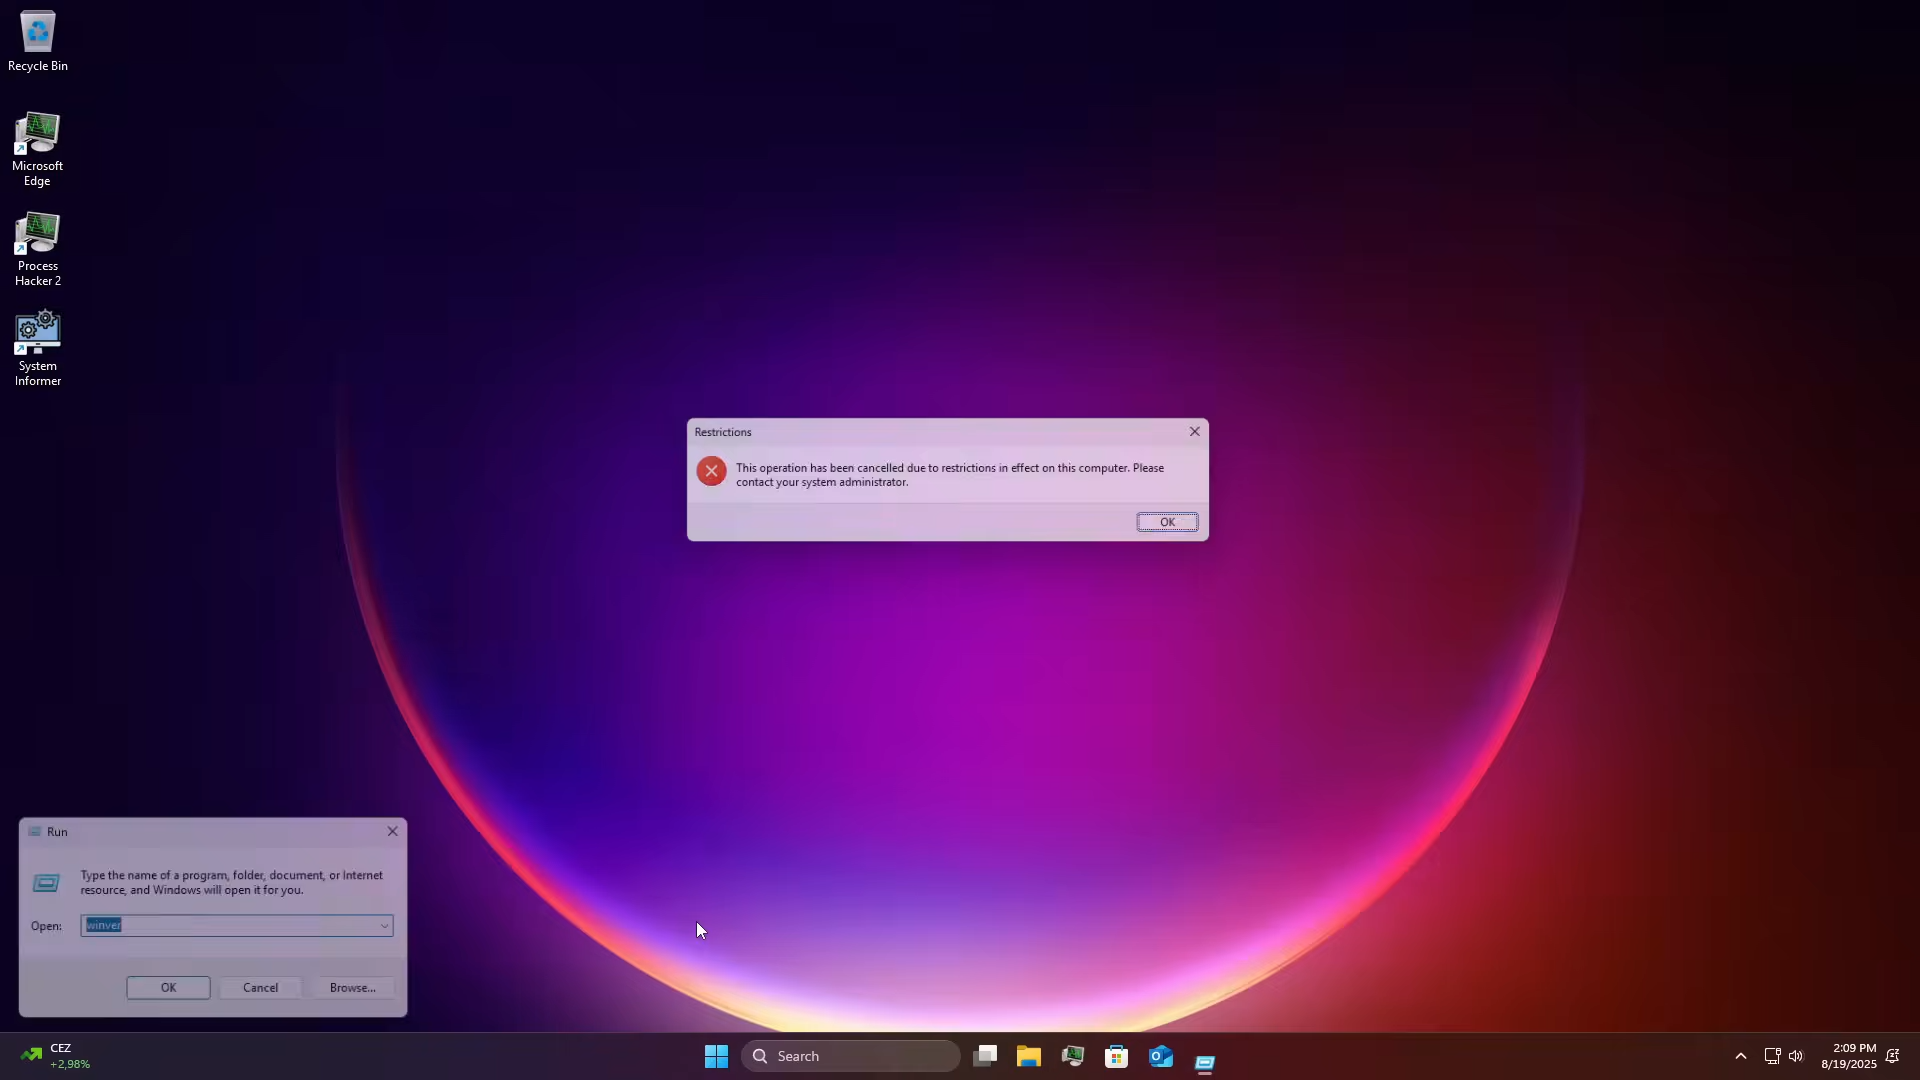 Recycle Bin
Microsoft
Edge
Process
Hacker 2
System
Informer
Restrictions
This operation has been cancelled due to restrictions in effect on this computer. Please
contact your system administrator.
OK
Run
Type the name of a program, folder, document, or Internet
resource, and Windows will open it for you.
Open:
winver
OK
Cancel
Browse...
CEZ
+2,98%
Search
2:09 PM
8/19/2025